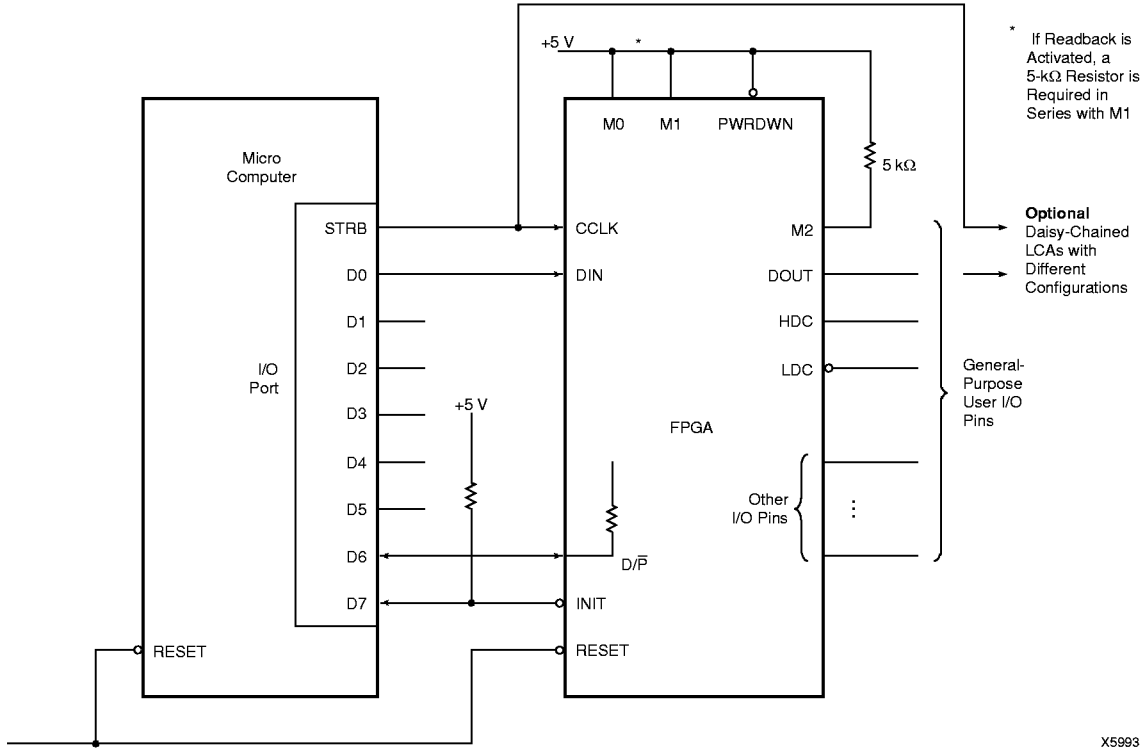 +5 V
*
* If Readback is
Activated, a
5-kΩ Resistor is
Required in
Series with M1
M0
M1
PWRDWN
Micro
Computer
5 kΩ
STRB
CCLK
M2
Optional
Daisy-Chained
LCAs with
Different
Configurations
D0
DIN
DOUT
D1
HDC
I/O
Port
D2
LDC
General-
Purpose
User I/O
Pins
D3
+5 V
FPGA
D4
D5
Other
I/O Pins
D6
D/P̅
D7
INIT
RESET
RESET
X5993